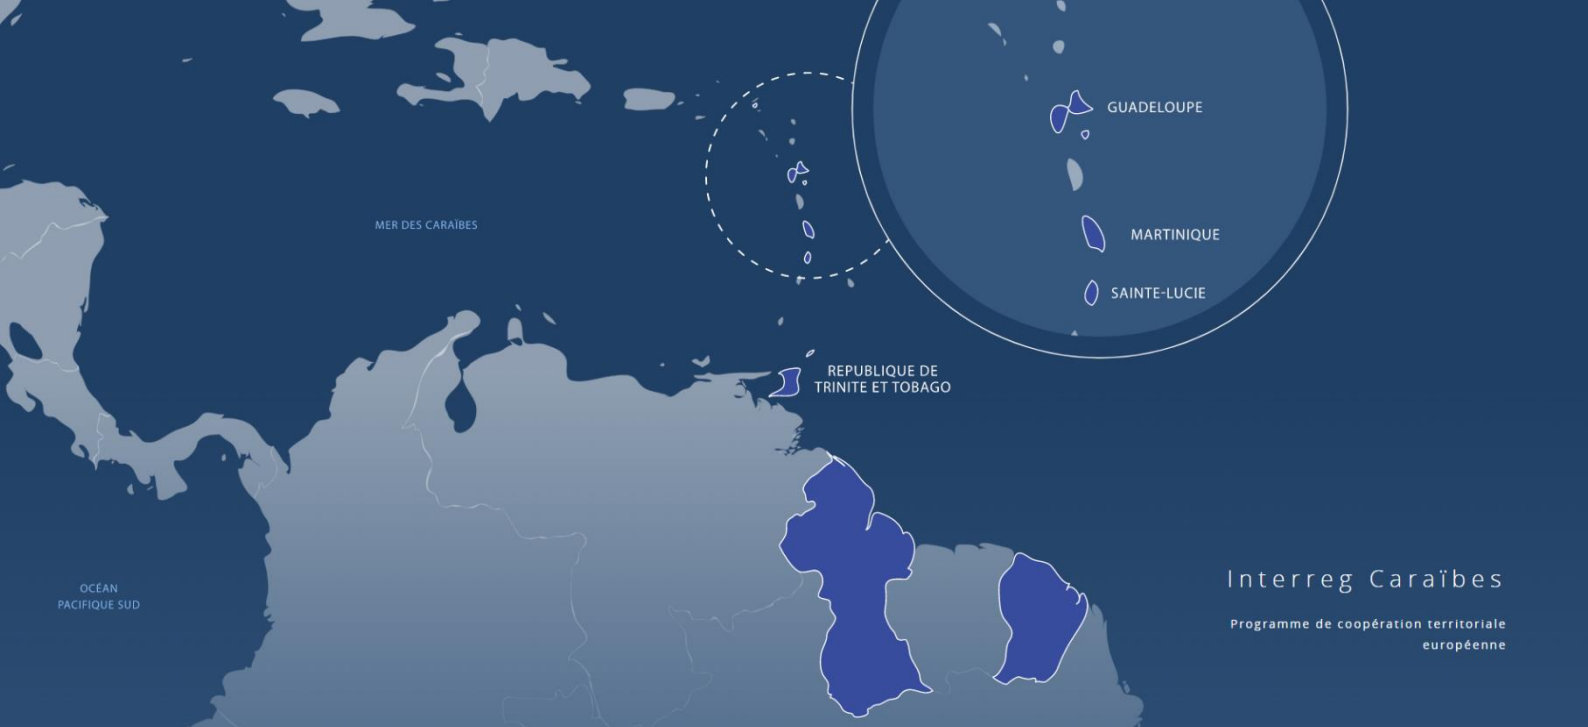 GUADELOUPE
MER DES CARAÏBES
MARTINIQUE
SAINTE-LUCIE
REPUBLIQUE DE
TRINITE ET TOBAGO
OCÉAN
PACIFIQUE SUD
Interreg Caraïbes
Programme de coopération territoriale
européenne